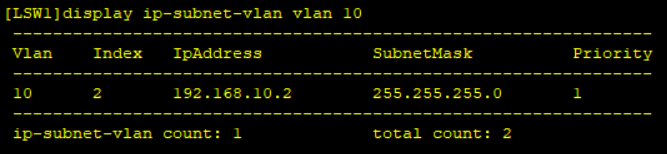 [LSW1]display ip-subnet-vlan vlan 10
----------------------------------------------------------------
Vlan    Index   IpAddress           SubnetMask          Priority
----------------------------------------------------------------
10      2       192.168.10.2        255.255.255.0       1
----------------------------------------------------------------
ip-subnet-vlan count: 1             total count: 2